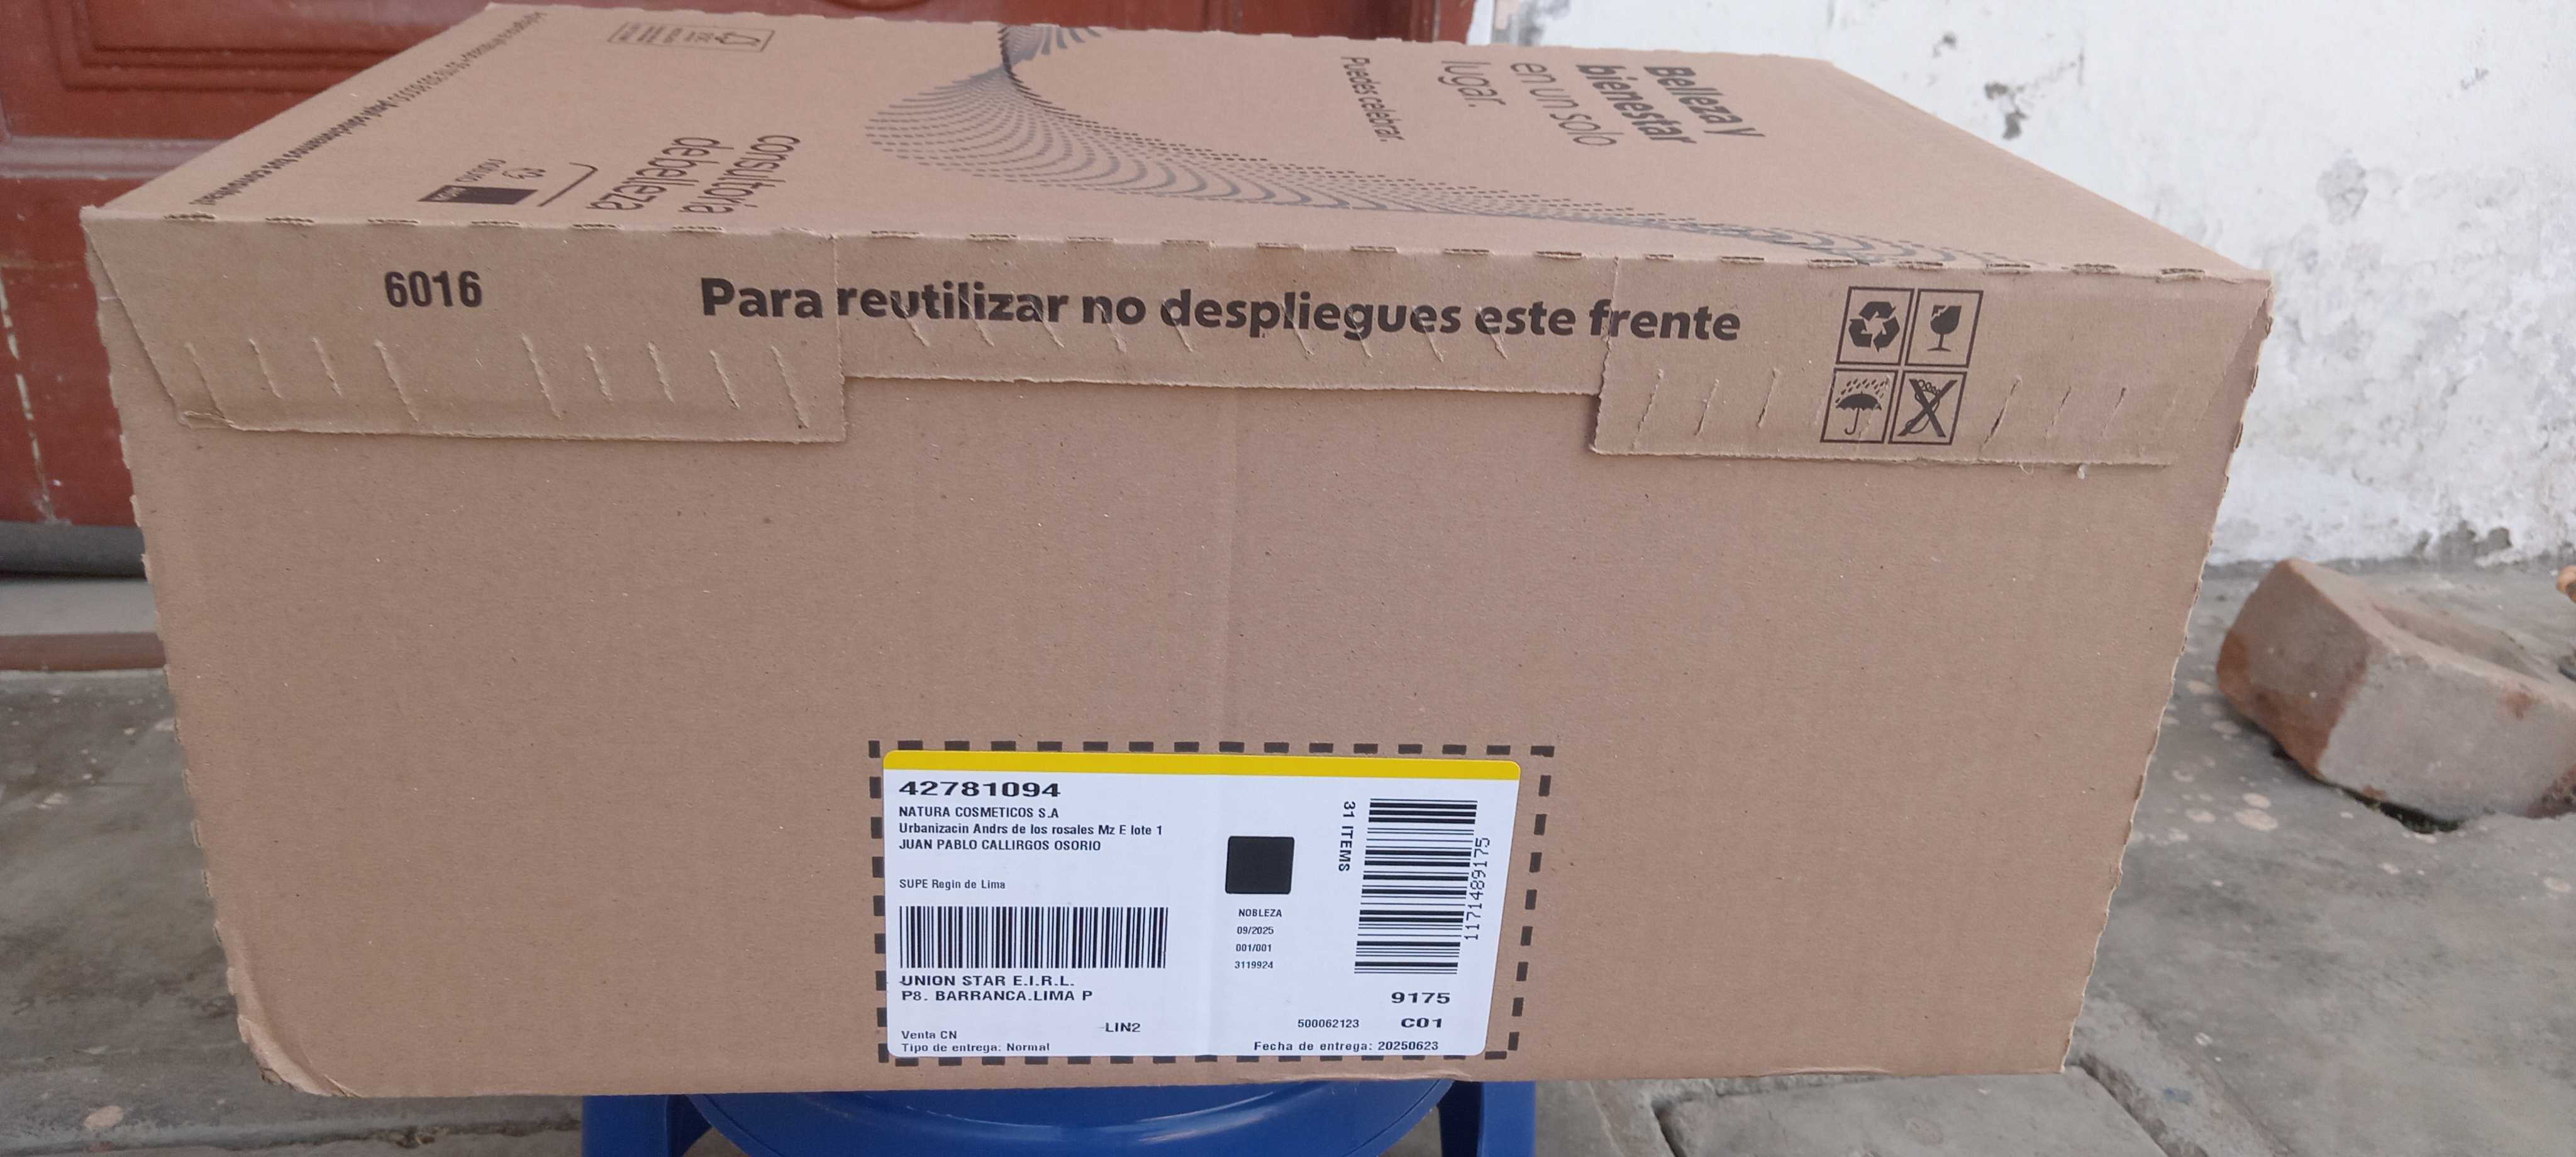 Belleza y
bienestar
en un solo
lugar.
Puedes celebrar.
consultoria
de belleza
natura
6016
Para reutilizar no despliegues este frente
42781094
NATURA COSMETICOS S.A
Urbanizacin Andrs de los rosales Mz E lote 1
JUAN PABLO CALLIRGOS OSORIO
SUPE Regin de Lima
UNION STAR E.I.R.L.
P8. BARRANCA.LIMA P
-LIN2
Venta CN
Tipo de entrega: Normal
NOBLEZA
09/2025
001/001
3119924
31 ITEMS
1171489175
9175
500062123 C01
Fecha de entrega: 20250623